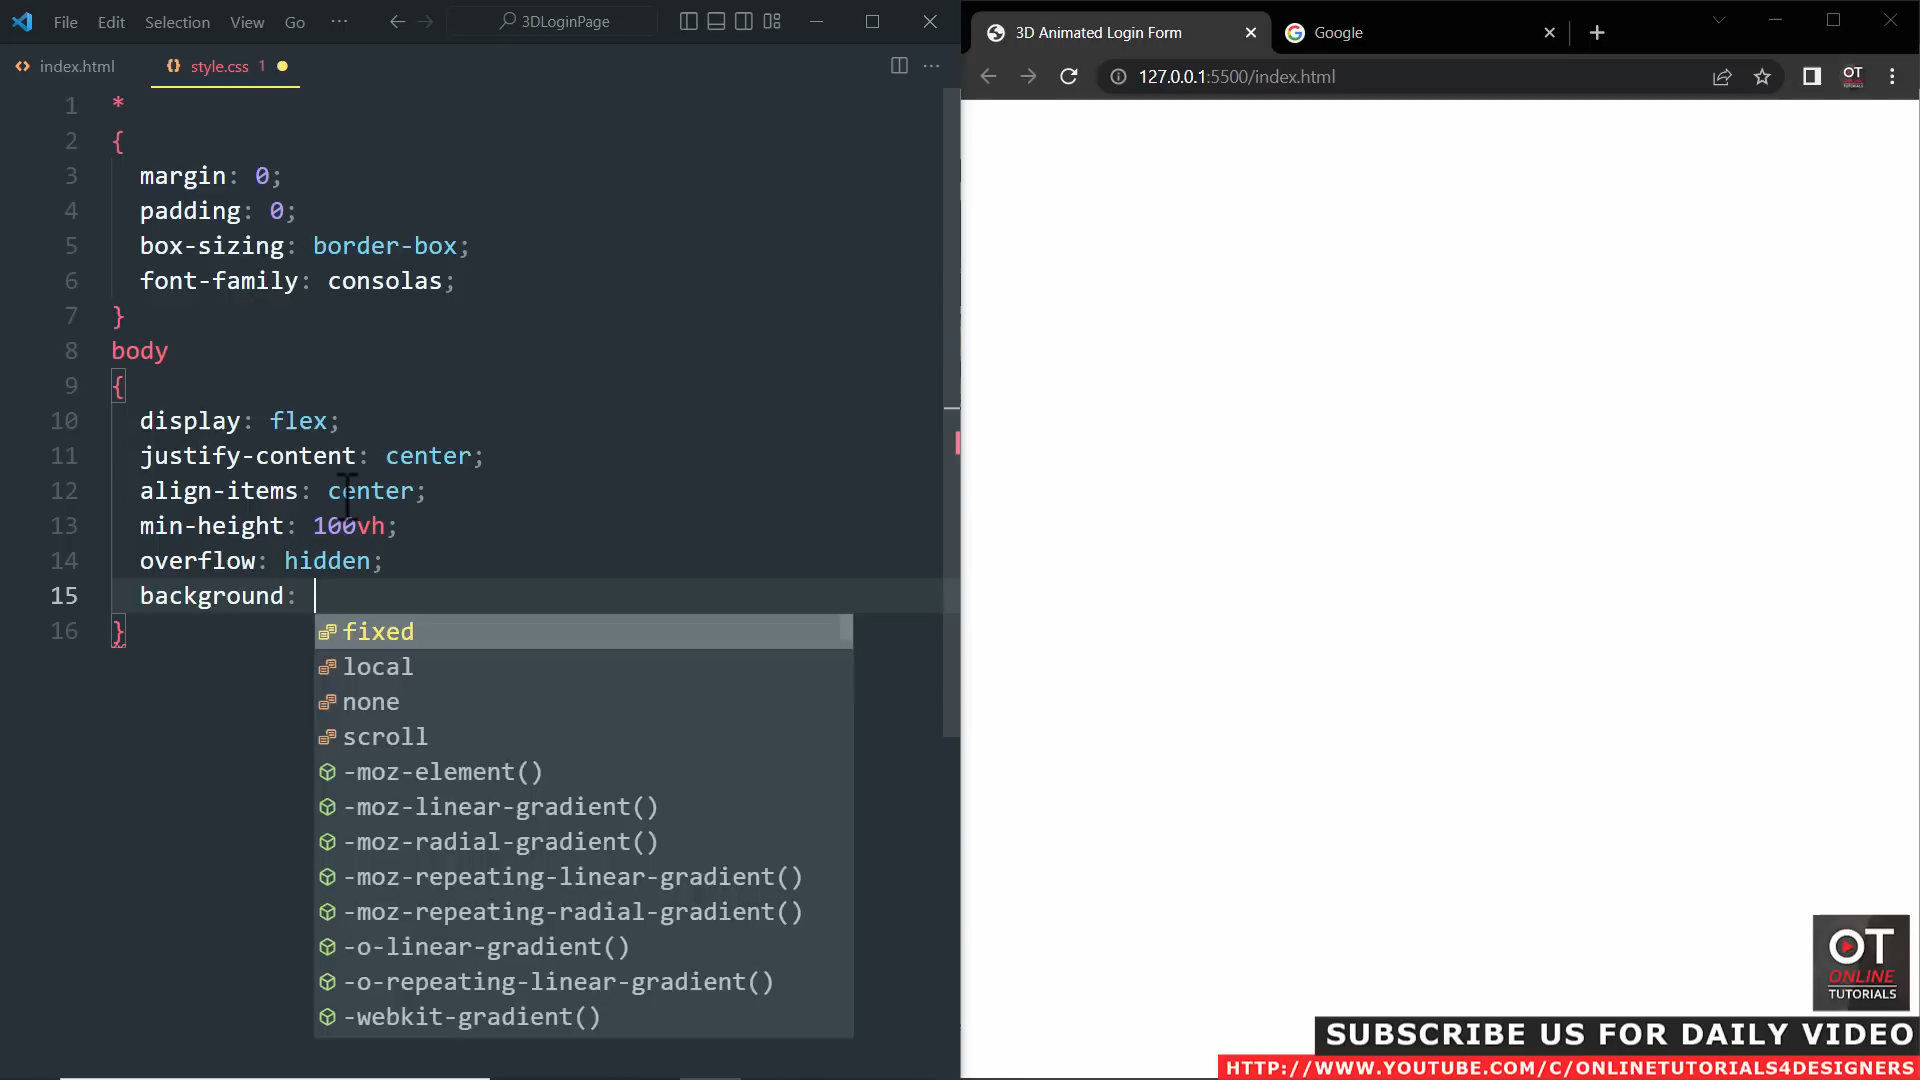 File Edit Selection View Go ··· 3DLoginPage
index.html style.css 1
1 *
2 {
3 margin: 0;
4 padding: 0;
5 box-sizing: border-box;
6 font-family: consolas;
7 }
8 body
9 {
10 display: flex;
11 justify-content: center;
12 align-items: center;
13 min-height: 100vh;
14 overflow: hidden;
15 background:
16 }
fixed
local
none
scroll
-moz-element()
-moz-linear-gradient()
-moz-radial-gradient()
-moz-repeating-linear-gradient()
-moz-repeating-radial-gradient()
-o-linear-gradient()
-o-repeating-linear-gradient()
-webkit-gradient()
3D Animated Login Form Google
127.0.0.1:5500/index.html
OT
ONLINE
TUTORIALS
SUBSCRIBE US FOR DAILY VIDEO
HTTP://WWW.YOUTUBE.COM/C/ONLINETUTORIALS4DESIGNERS